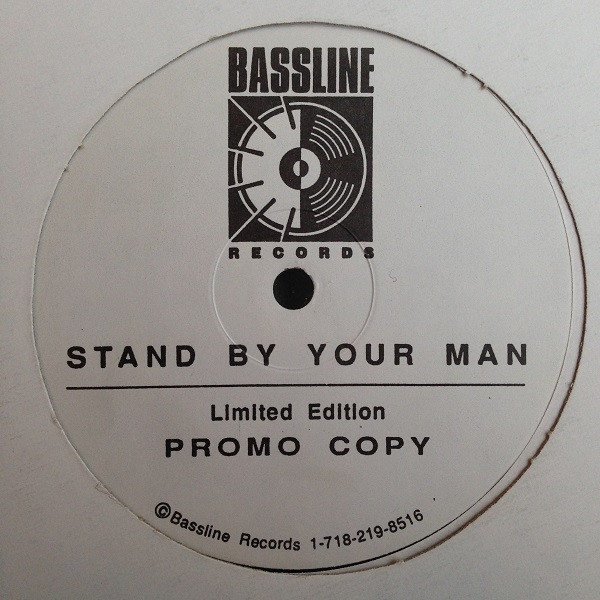 BASSLINE
RECORDS
STAND BY YOUR MAN
Limited Edition
PROMO COPY
©Bassline Records 1-718-219-8516